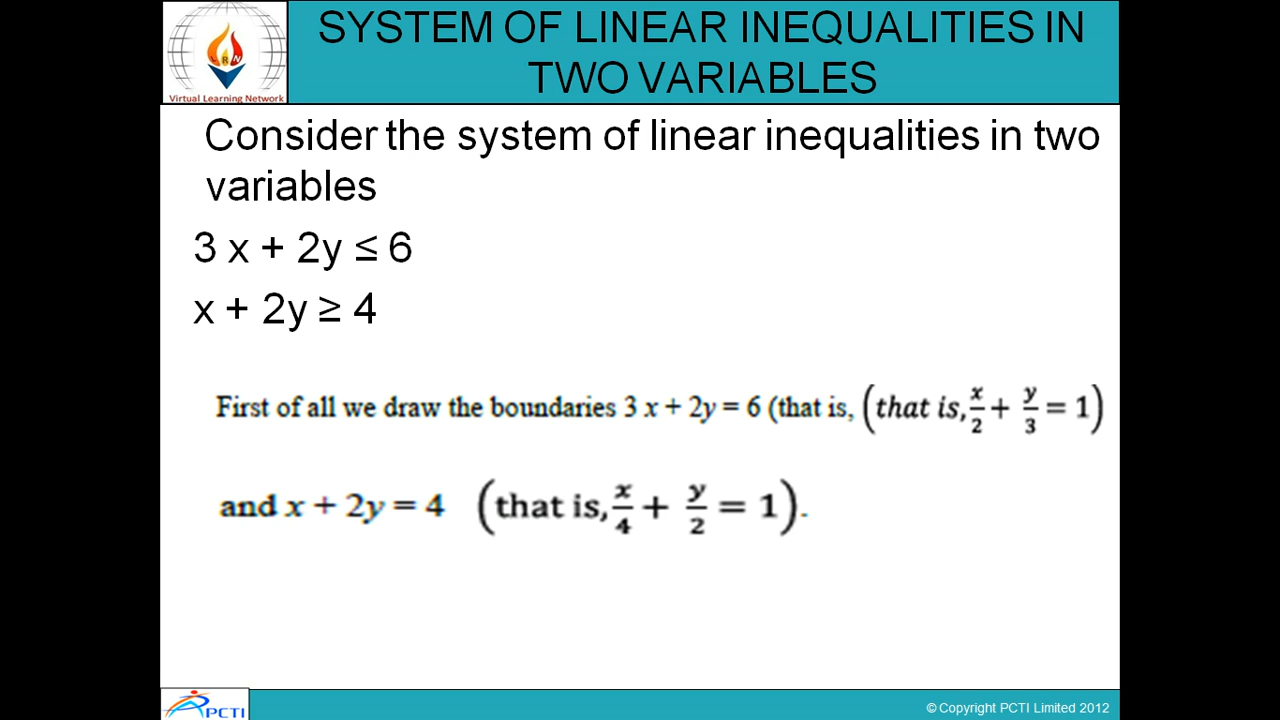 SYSTEM OF LINEAR INEQUALITIES IN
TWO VARIABLES
LRN
Virtual Learning Network
Consider the system of linear inequalities in two
variables
3 x + 2y ≤ 6
x + 2y ≥ 4
First of all we draw the boundaries 3 x + 2y = 6 (that is, (that is, x/2 + y/3 = 1)
and x + 2y = 4 (that is, x/4 + y/2 = 1).
PCTI
© Copyright PCTI Limited 2012